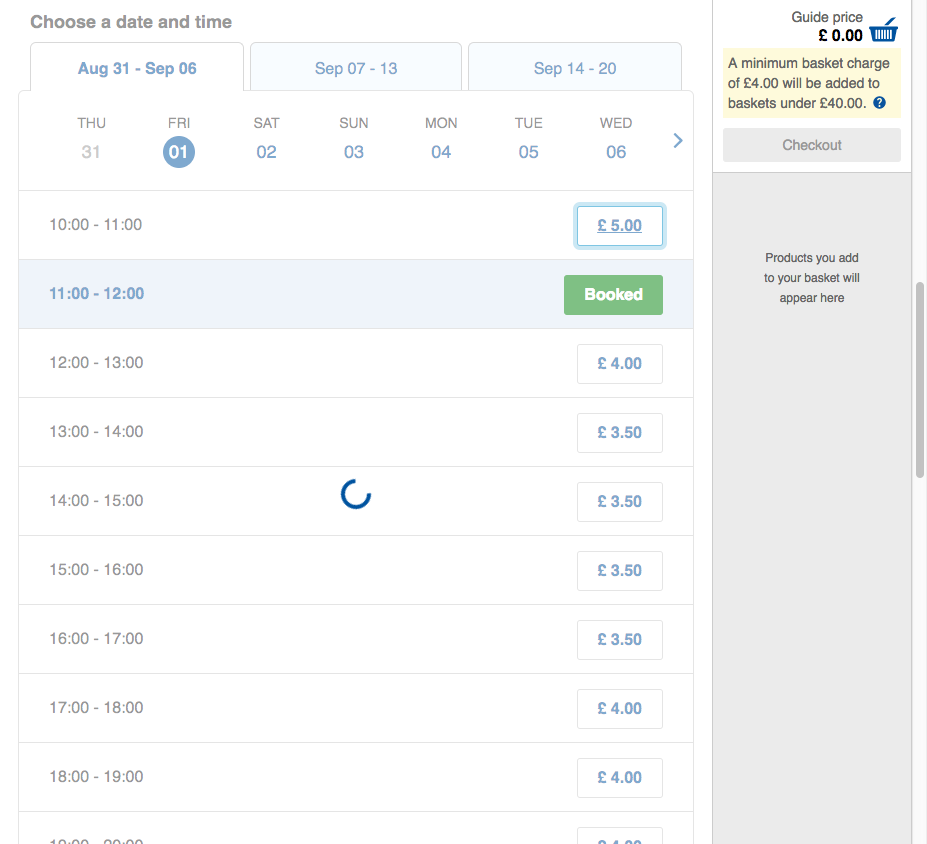 Choose a date and time
Aug 31 - Sep 06
Sep 07 - 13
Sep 14 - 20
THU
FRI
SAT
SUN
MON
TUE
WED
31
01
02
03
04
05
06
10:00 - 11:00
£ 5.00
11:00 - 12:00
Booked
12:00 - 13:00
£ 4.00
13:00 - 14:00
£ 3.50
14:00 - 15:00
£ 3.50
15:00 - 16:00
£ 3.50
16:00 - 17:00
£ 3.50
17:00 - 18:00
£ 4.00
18:00 - 19:00
£ 4.00
Guide price
£ 0.00
A minimum basket charge
of £4.00 will be added to
baskets under £40.00. ?
Checkout
Products you add
to your basket will
appear here